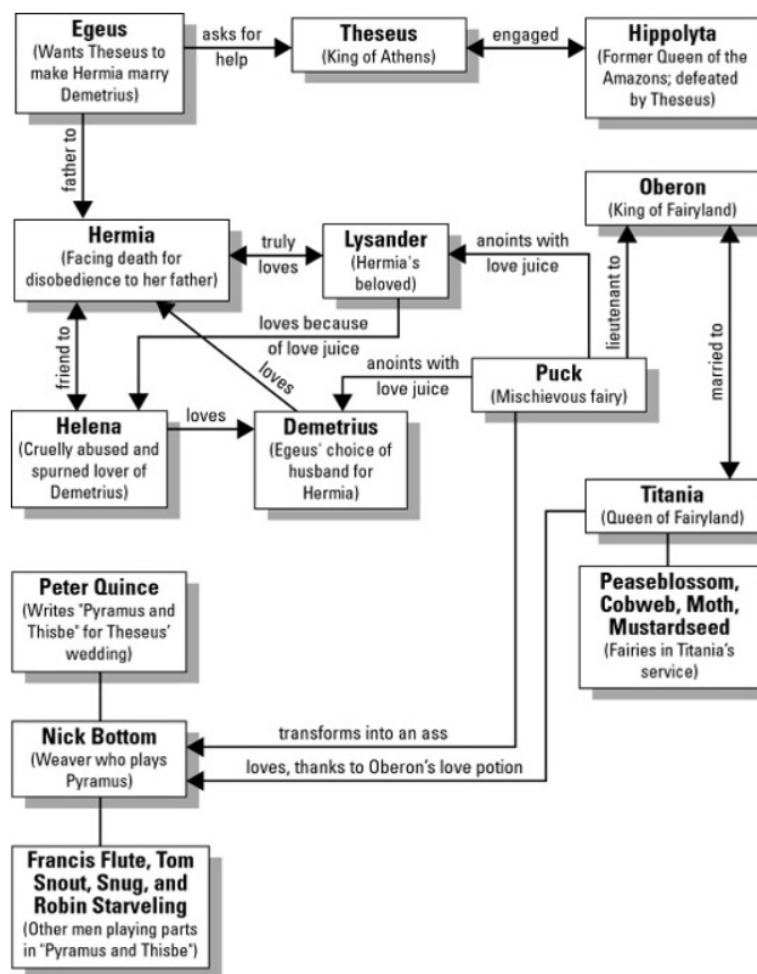 Egeus
(Wants Theseus to
make Hermia marry
Demetrius)
asks for
help
Theseus
(King of Athens)
engaged
Hippolyta
(Former Queen of the
Amazons; defeated
by Theseus)
father to
Oberon
(King of Fairyland)
Hermia
(Facing death for
disobedience to her
father)
truly
loves
Lysander
(Hermia's
beloved)
anoints with
love juice
lieutenant to
married to
friend to
loves because
of love juice
loves
anoints with
love juice
Puck
(Mischievous fairy)
Helena
(Cruelly abused and
spurned lover of
Demetrius)
loves
Demetrius
(Egeus' choice of
husband for
Hermia)
Titania
(Queen of Fairyland)
Peaseblossom,
Cobweb, Moth,
Mustardseed
(Fairies in Titania's
service)
Peter Quince
(Writes "Pyramus and
Thisbe" for Theseus'
wedding)
Nick Bottom
(Weaver who plays
Pyramus)
transforms into an ass
loves, thanks to Oberon's love potion
Francis Flute, Tom
Snout, Snug, and
Robin Starveling
(Other men playing parts
in "Pyramus and Thisbe")